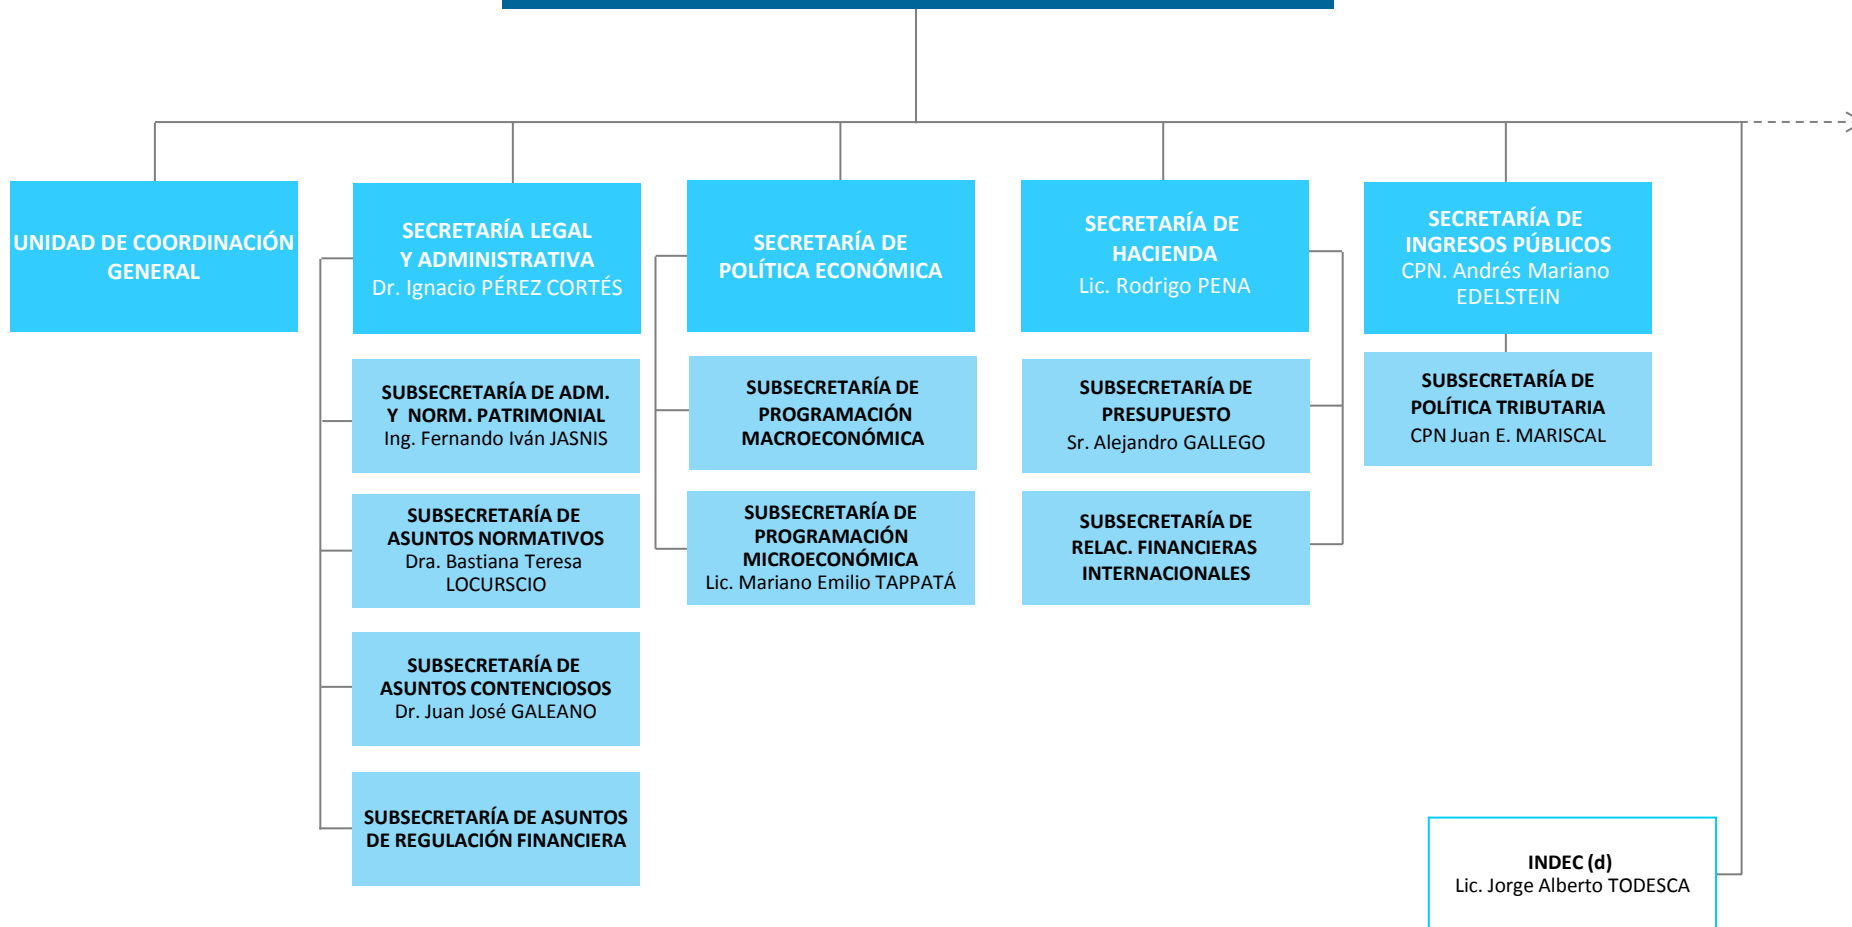 UNIDAD DE COORDINACIÓN
GENERAL
SECRETARÍA LEGAL
Y ADMINISTRATIVA
Dr. Ignacio PÉREZ CORTÉS
SUBSECRETARÍA DE ADM.
Y NORM. PATRIMONIAL
Ing. Fernando Iván JASNIS
SUBSECRETARÍA DE
ASUNTOS NORMATIVOS
Dra. Bastiana Teresa
LOCURSCIO
SUBSECRETARÍA DE
ASUNTOS CONTENCIOSOS
Dr. Juan José GALEANO
SUBSECRETARÍA DE ASUNTOS
DE REGULACIÓN FINANCIERA
SECRETARÍA DE
POLÍTICA ECONÓMICA
SUBSECRETARÍA DE
PROGRAMACIÓN
MACROECONÓMICA
SUBSECRETARÍA DE
PROGRAMACIÓN
MICROECONÓMICA
Lic. Mariano Emilio TAPPATÁ
SECRETARÍA DE
HACIENDA
Lic. Rodrigo PENA
SUBSECRETARÍA DE
PRESUPUESTO
Sr. Alejandro GALLEGO
SUBSECRETARÍA DE
RELAC. FINANCIERAS
INTERNACIONALES
SECRETARÍA DE
INGRESOS PÚBLICOS
CPN. Andrés Mariano
EDELSTEIN
SUBSECRETARÍA DE
POLÍTICA TRIBUTARIA
CPN Juan E. MARISCAL
INDEC (d)
Lic. Jorge Alberto TODESCA